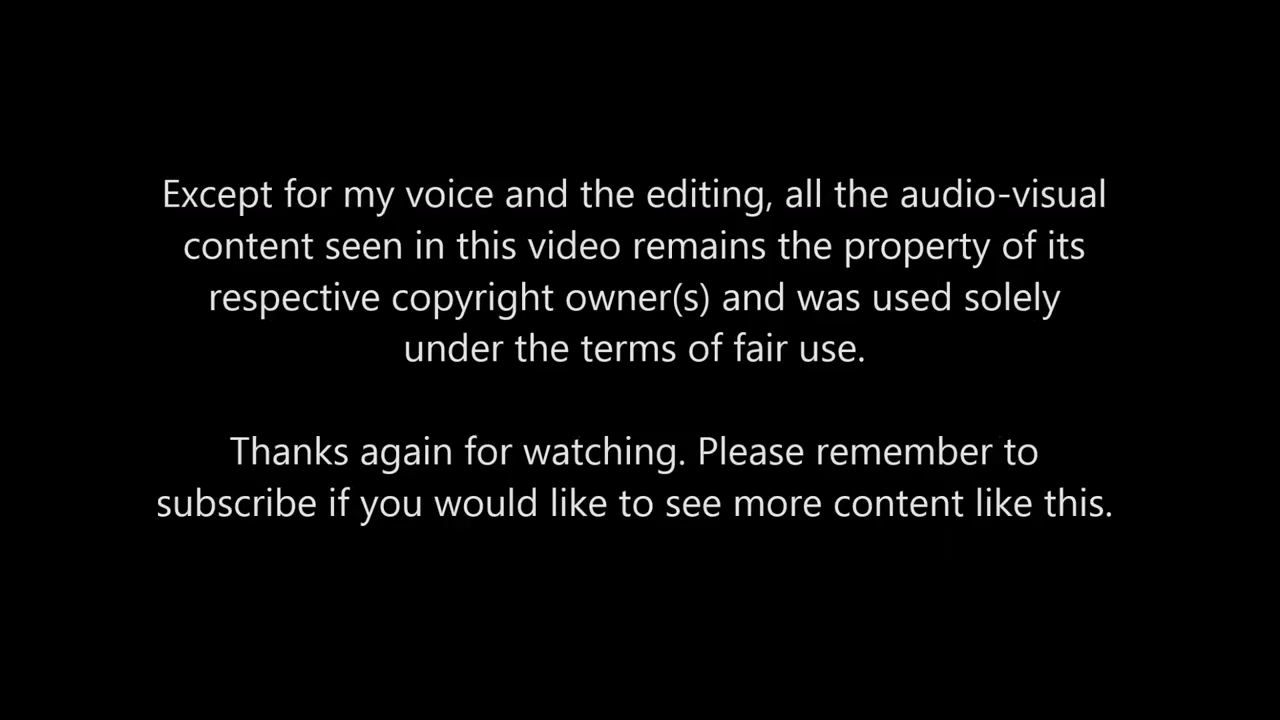 Except for my voice and the editing, all the audio-visual
content seen in this video remains the property of its
respective copyright owner(s) and was used solely
under the terms of fair use.
Thanks again for watching. Please remember to
subscribe if you would like to see more content like this.